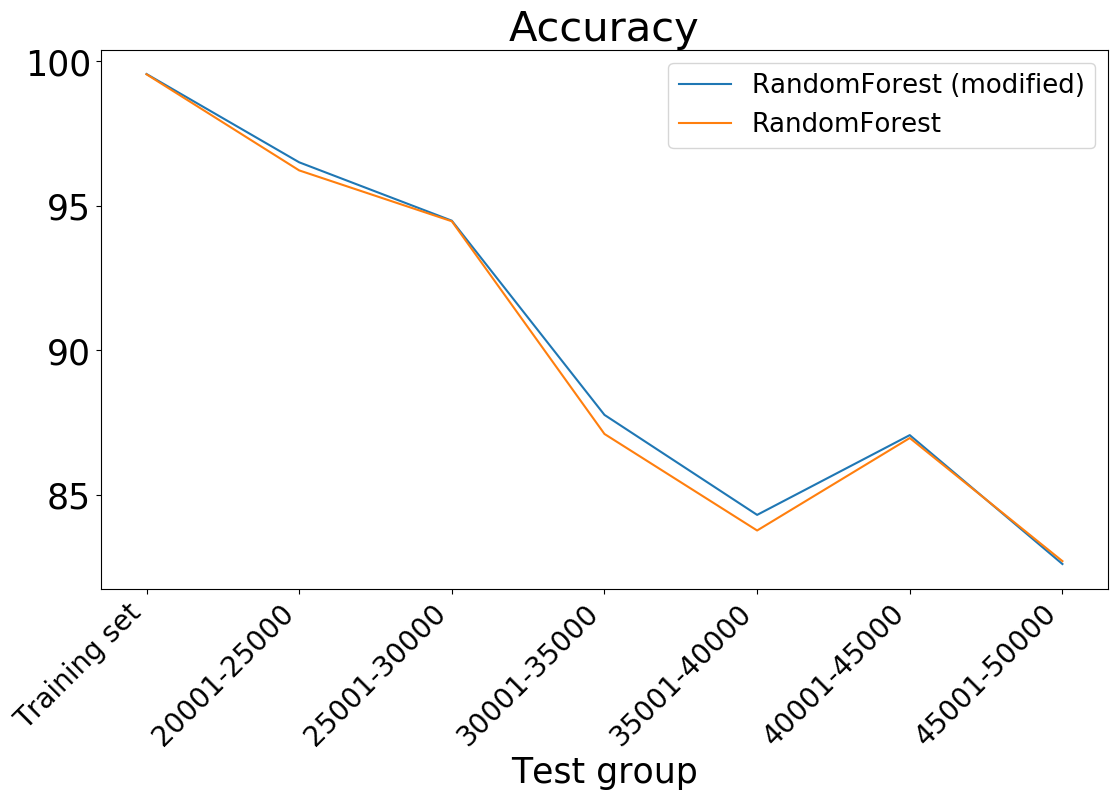 Accuracy
RandomForest (modified)
RandomForest
100
95
90
85
Training set
20001-25000
25001-30000
30001-35000
35001-40000
40001-45000
45001-50000
Test group